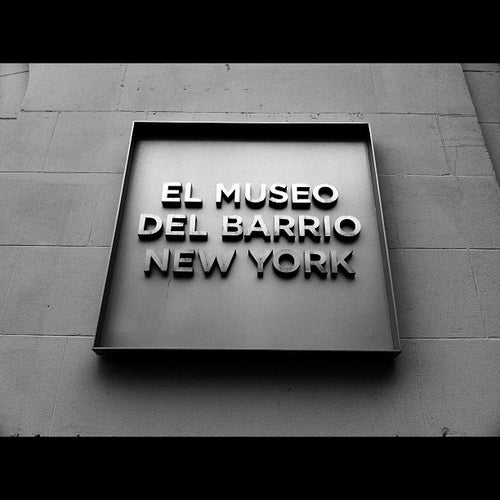 EL MUSEO
DEL BARRIO
NEW YORK